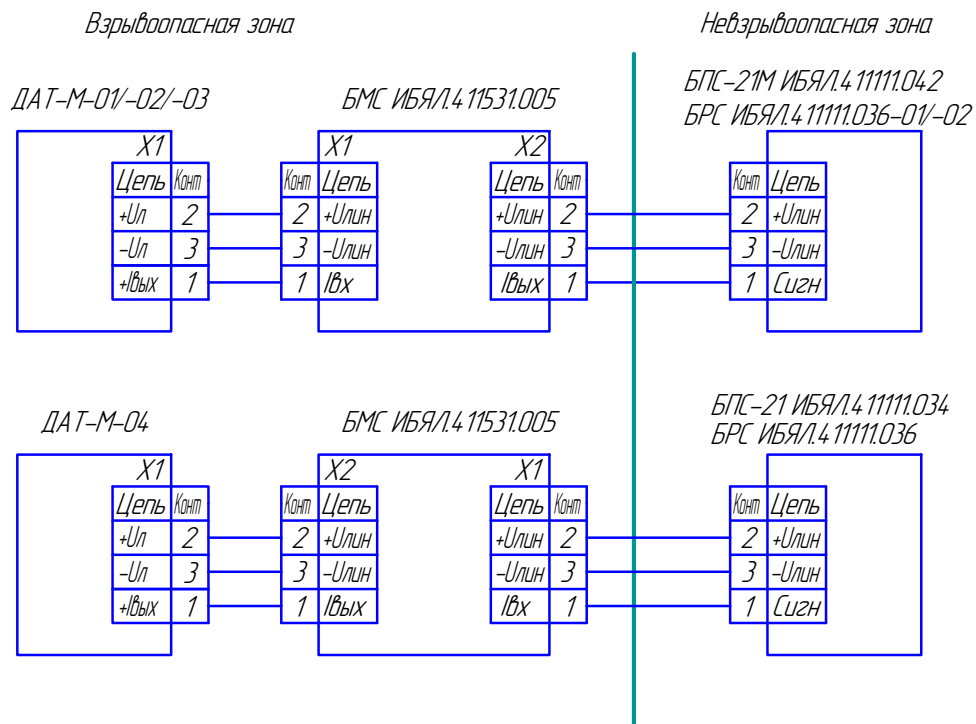 Взрывоопасная зона
Невзрывоопасная зона
ДАТ-М-01/-02/-03
БМС ИБЯЛ.411531.005
БПС-21М ИБЯЛ.411111.042
БРС ИБЯЛ.411111.036-01/-02
X1
X1
X2
Цепь Конт
Конт Цепь
Цепь Конт
Конт Цепь
+Uл 2
2 +Uлин
+Uлин 2
2 +Uлин
-Uл 3
3 -Uлин
-Uлин 3
3 -Uлин
+Iвых 1
1 Iвх
Iвых 1
1 Сигн
ДАТ-М-04
БМС ИБЯЛ.411531.005
БПС-21 ИБЯЛ.411111.034
БРС ИБЯЛ.411111.036
X1
X2
X1
Цепь Конт
Конт Цепь
Цепь Конт
Конт Цепь
+Uл 2
2 +Uлин
+Uлин 2
2 +Uлин
-Uл 3
3 -Uлин
-Uлин 3
3 -Uлин
+Iвых 1
1 Iвых
Iвх 1
1 Сигн